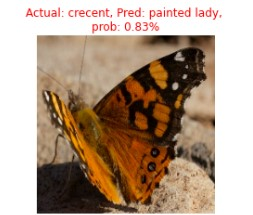 Actual: crecent, Pred: painted lady,
prob: 0.83%